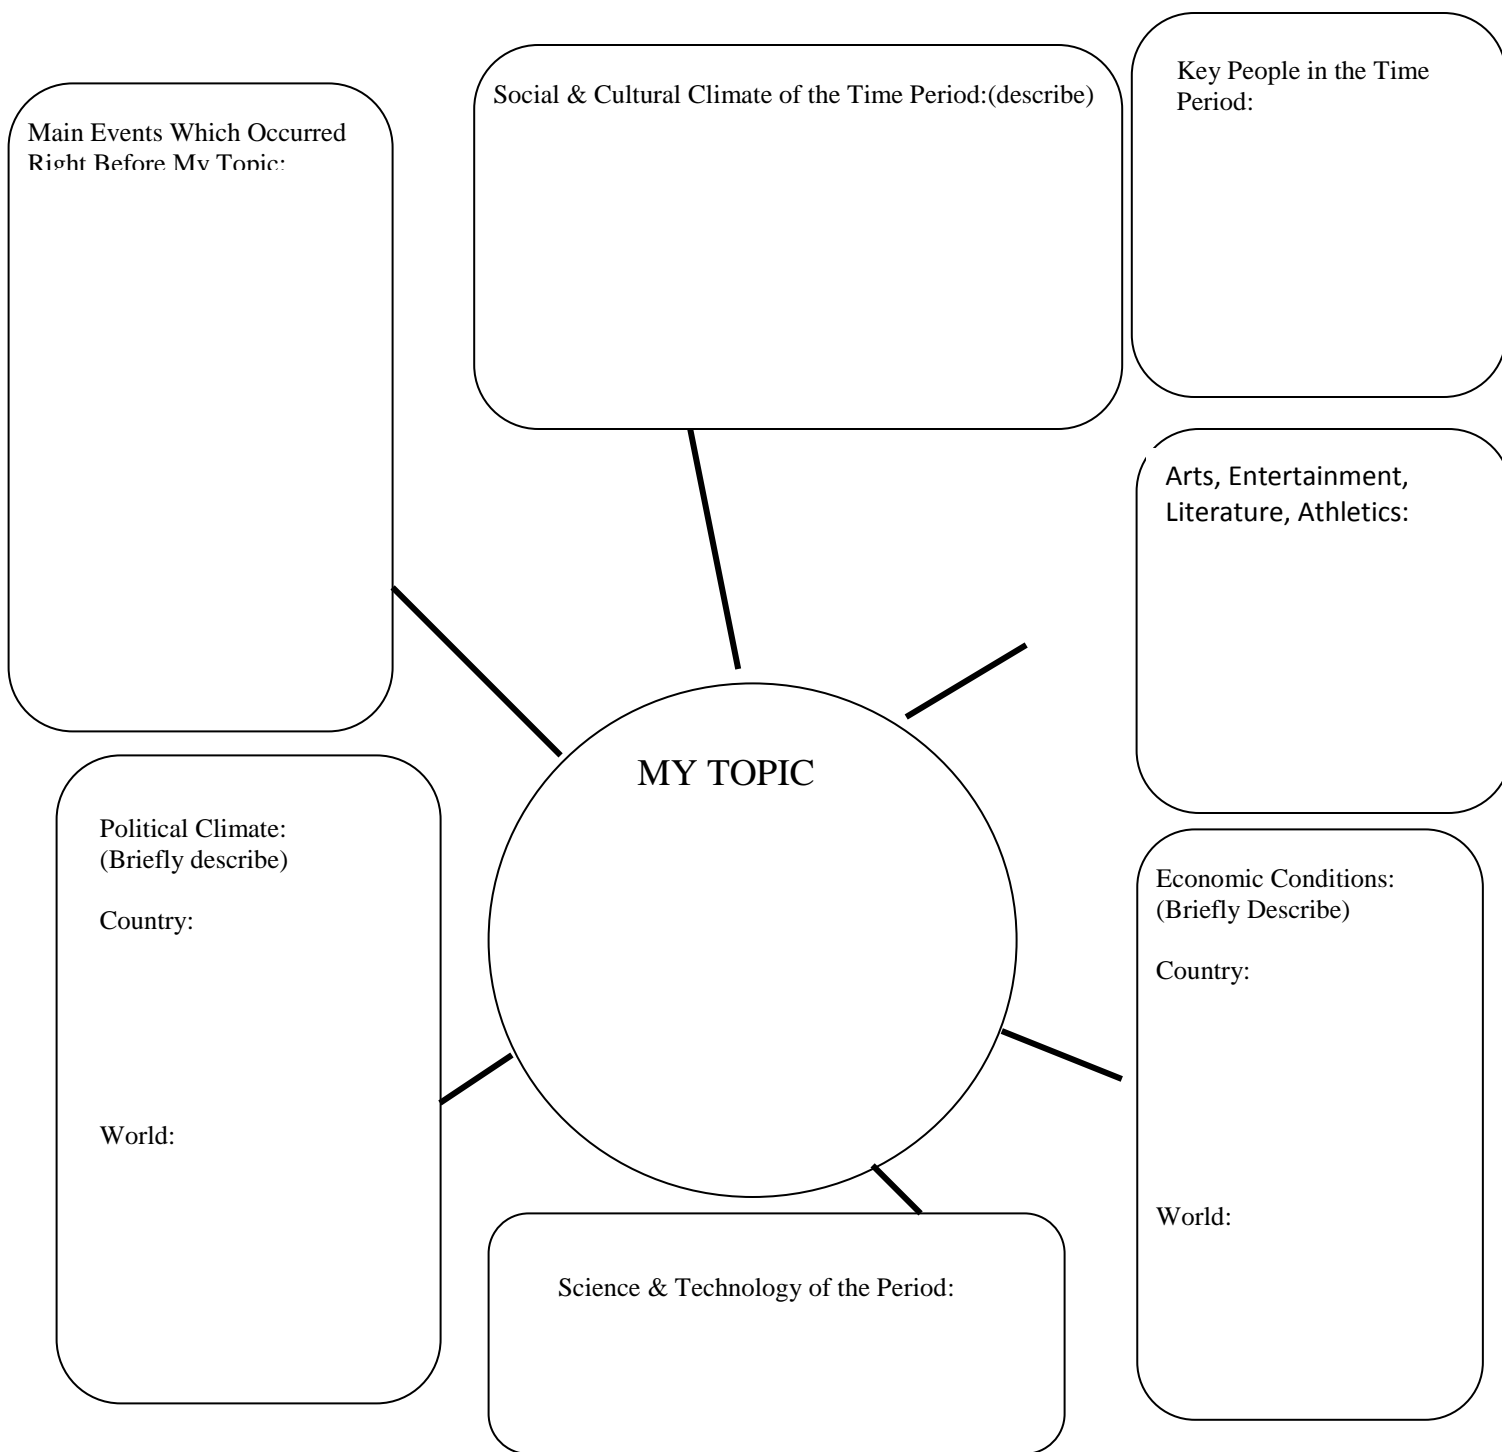 Main Events Which Occurred
Right Before My Topic:
Social & Cultural Climate of the Time Period:(describe)
Key People in the Time
Period:
Arts, Entertainment,
Literature, Athletics:
MY TOPIC
Political Climate:
(Briefly describe)
Country:
World:
Economic Conditions:
(Briefly Describe)
Country:
World:
Science & Technology of the Period: